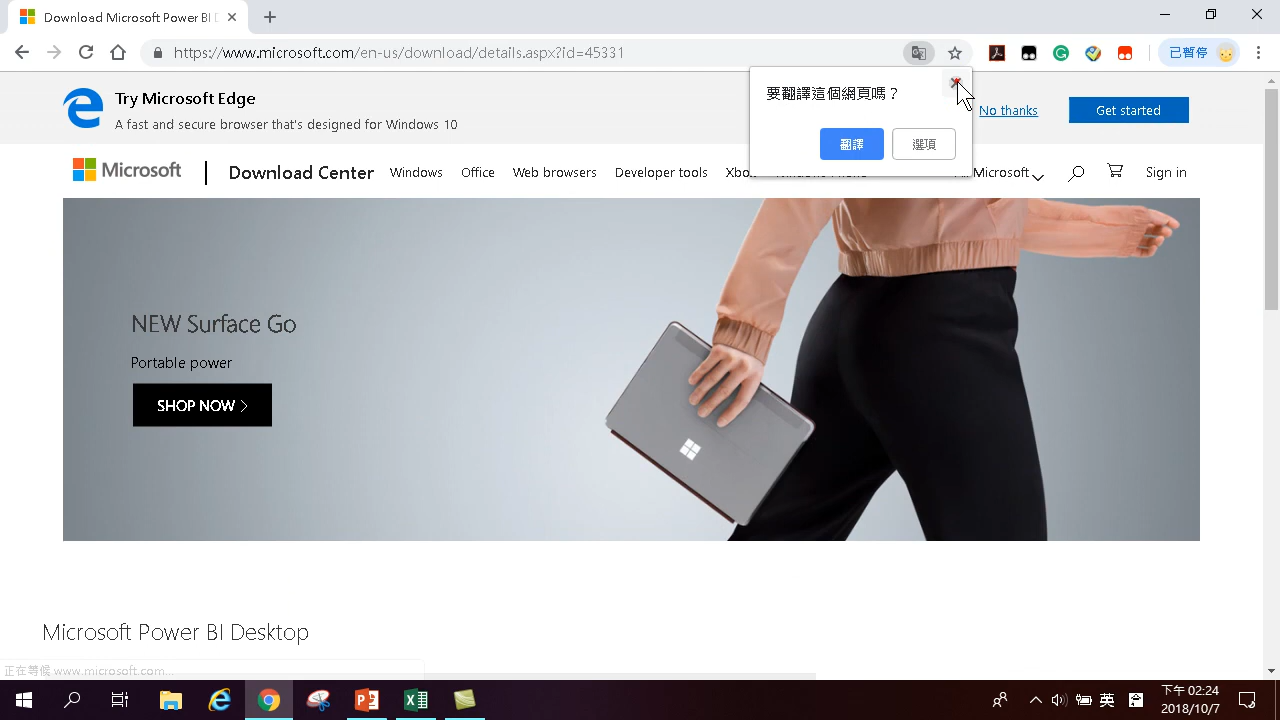 Download Microsoft Power BI D
https://www.microsoft.com/en-us/download/details.aspx?id=45331
已暫停
Try Microsoft Edge
A fast and secure browser that's designed for Windows 10
要翻譯這個網頁嗎？
翻譯
選項
No thanks
Get started
Microsoft
Download Center
Windows
Office
Web browsers
Developer tools
Xbox
Microsoft
Sign in
NEW Surface Go
Portable power
SHOP NOW
Microsoft Power BI Desktop
正在等候 www.microsoft.com...
英
下午 02:24
2018/10/7